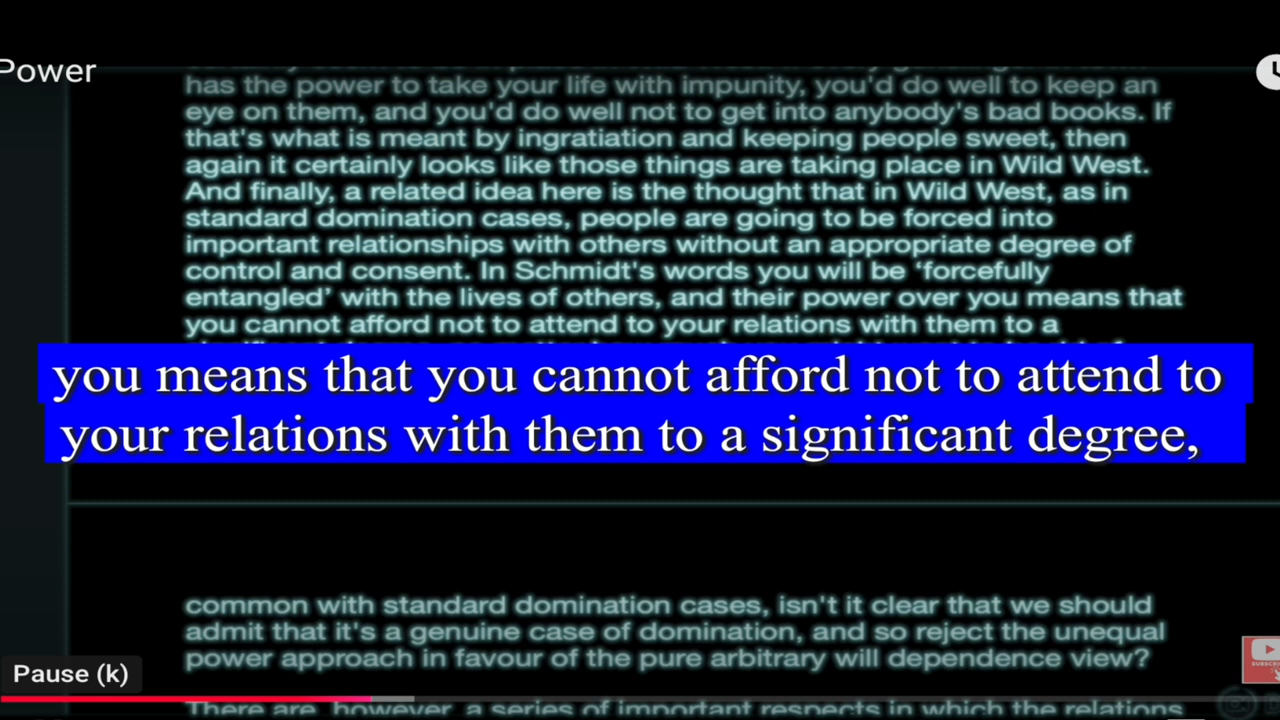 Power
has the power to take your life with impunity, you'd do well to keep an
eye on them, and you'd do well not to get into anybody's bad books. If
that's what is meant by ingratiation and keeping people sweet, then
again it certainly looks like those things are taking place in Wild West.
And finally, a related idea here is the thought that in Wild West, as in
standard domination cases, people are going to be forced into
important relationships with others without an appropriate degree of
control and consent. In Schmidt's words you will be ‘forcefully
entangled’ with the lives of others, and their power over you means that
you cannot afford not to attend to your relations with them to a
you means that you cannot afford not to attend to
your relations with them to a significant degree,
common with standard domination cases, isn't it clear that we should
admit that it's a genuine case of domination, and so reject the unequal
power approach in favour of the pure arbitrary will dependence view?
Pause (k)
There are, however, a series of important respects in which the relations